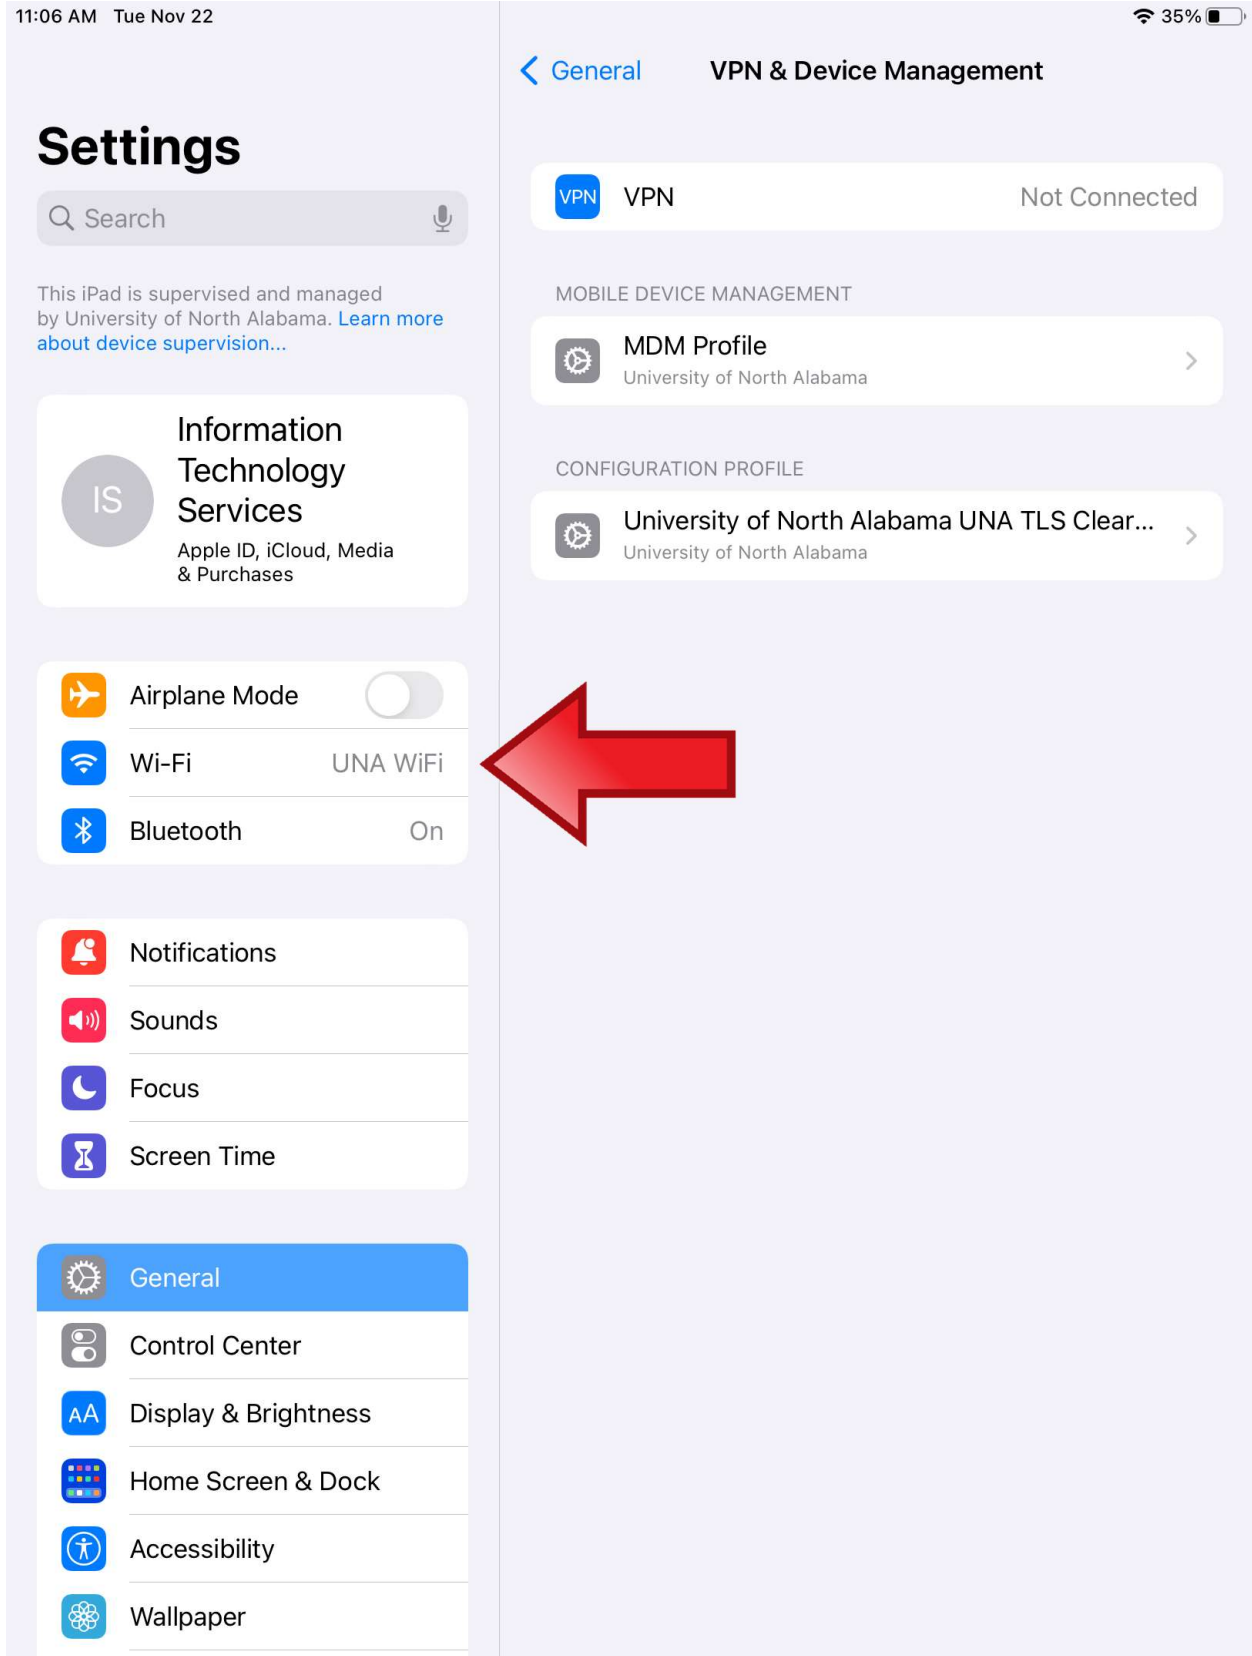 11:06 AM Tue Nov 22
35%
Settings
Search
This iPad is supervised and managed
by University of North Alabama. Learn more
about device supervision...
IS
Information
Technology
Services
Apple ID, iCloud, Media
& Purchases
Airplane Mode
Wi-Fi UNA WiFi
Bluetooth On
Notifications
Sounds
Focus
Screen Time
General
Control Center
AA Display & Brightness
Home Screen & Dock
Accessibility
Wallpaper
General VPN & Device Management
VPN VPN Not Connected
MOBILE DEVICE MANAGEMENT
MDM Profile
University of North Alabama
CONFIGURATION PROFILE
University of North Alabama UNA TLS Clear...
University of North Alabama